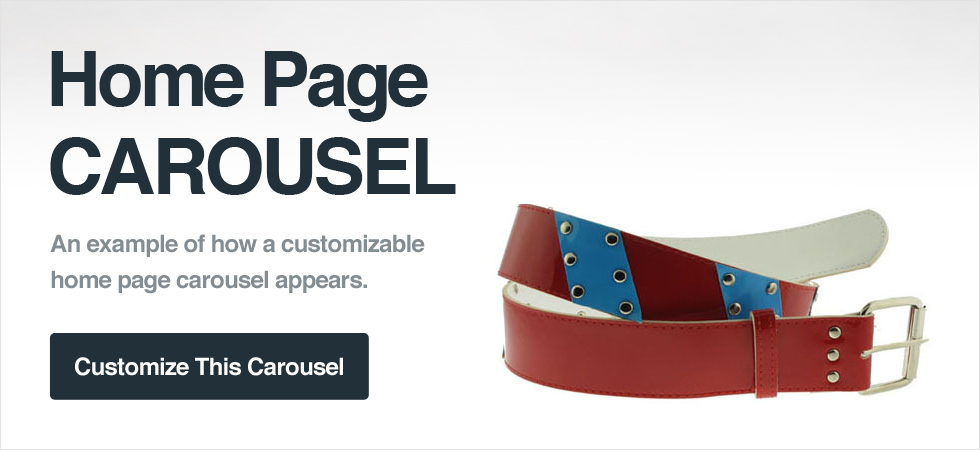 Home Page
CAROUSEL
An example of how a customizable
home page carousel appears.
Customize This Carousel